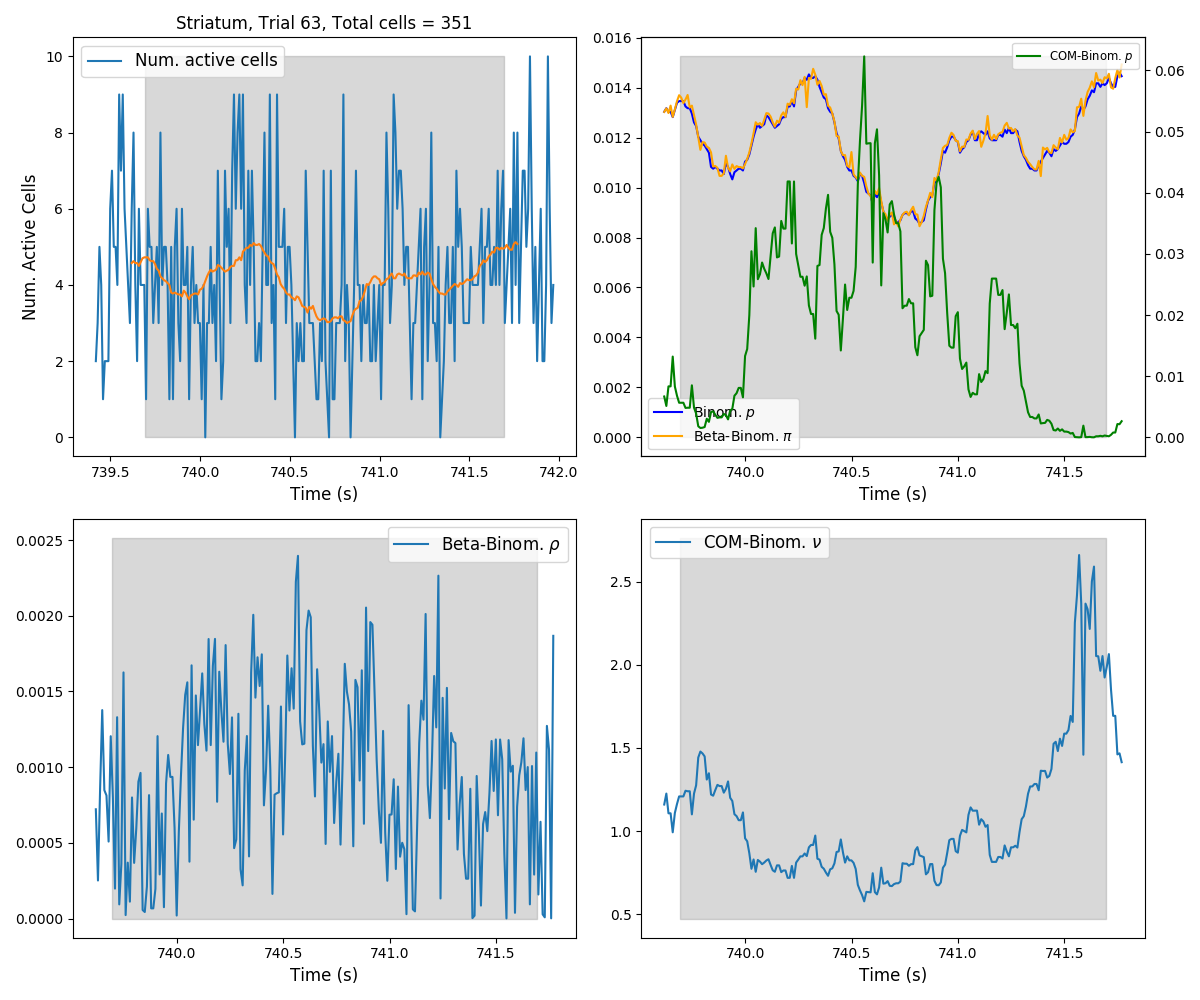 Striatum, Trial 63, Total cells = 351
Num. active cells
Num. Active Cells
10
8
6
4
2
0
739.5 740.0 740.5 741.0 741.5 742.0
Time (s)
COM-Binom. p
Binom. p
Beta-Binom. π
0.016
0.014
0.012
0.010
0.008
0.006
0.004
0.002
0.000
0.06
0.05
0.04
0.03
0.02
0.01
0.00
740.0 740.5 741.0 741.5
Time (s)
Beta-Binom. ρ
0.0025
0.0020
0.0015
0.0010
0.0005
0.0000
740.0 740.5 741.0 741.5
Time (s)
COM-Binom. ν
2.5
2.0
1.5
1.0
0.5
740.0 740.5 741.0 741.5
Time (s)